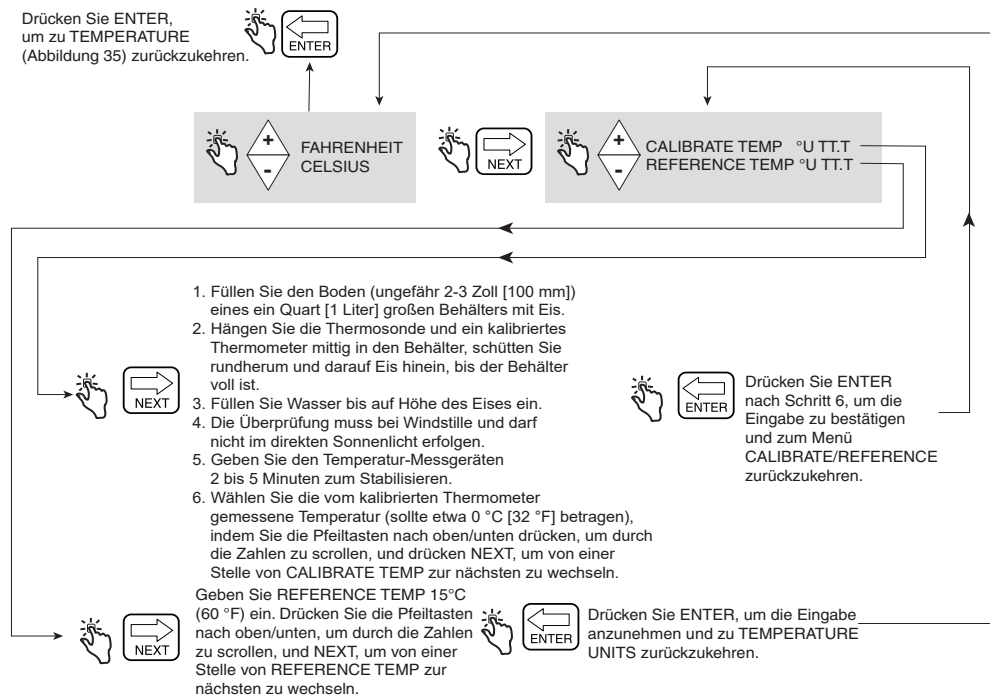 Drücken Sie ENTER,
um zu TEMPERATURE
(Abbildung 35) zurückzukehren.
ENTER
+
-
FAHRENHEIT
CELSIUS
NEXT
+
-
CALIBRATE TEMP °U TT.T
REFERENCE TEMP °U TT.T
1. Füllen Sie den Boden (ungefähr 2-3 Zoll [100 mm])
eines ein Quart [1 Liter] großen Behälters mit Eis.
2. Hängen Sie die Thermosonde und ein kalibriertes
Thermometer mittig in den Behälter, schütten Sie
rundherum und darauf Eis hinein, bis der Behälter
voll ist.
3. Füllen Sie Wasser bis auf Höhe des Eises ein.
4. Die Überprüfung muss bei Windstille und darf
nicht im direkten Sonnenlicht erfolgen.
5. Geben Sie den Temperatur-Messgeräten
2 bis 5 Minuten zum Stabilisieren.
6. Wählen Sie die vom kalibrierten Thermometer
gemessene Temperatur (sollte etwa 0 °C [32 °F] betragen),
indem Sie die Pfeiltasten nach oben/unten drücken, um durch
die Zahlen zu scrollen, und drücken NEXT, um von einer
Stelle von CALIBRATE TEMP zur nächsten zu wechseln.
NEXT
ENTER
Drücken Sie ENTER
nach Schritt 6, um die
Eingabe zu bestätigen
und zum Menü
CALIBRATE/REFERENCE
zurückzukehren.
NEXT
Geben Sie REFERENCE TEMP 15°C
(60 °F) ein. Drücken Sie die Pfeiltasten
nach oben/unten, um durch die Zahlen
zu scrollen, und NEXT, um von einer
Stelle von REFERENCE TEMP zur
nächsten zu wechseln.
ENTER
Drücken Sie ENTER, um die Eingabe
anzunehmen und zu TEMPERATURE
UNITS zurückzukehren.